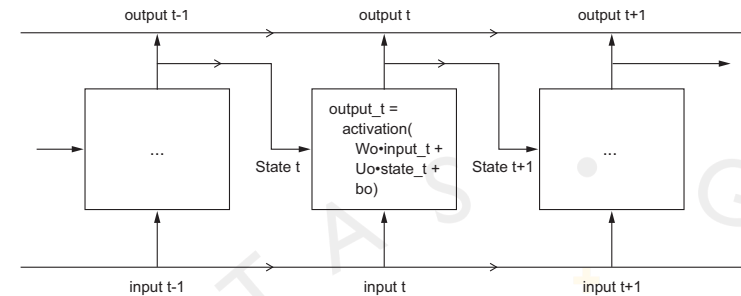 output t-1
output t
output t+1
...
output_t =
activation(
Wo•input_t +
Uo•state_t +
bo)
...
State t
State t+1
input t-1
input t
input t+1
T A S • G